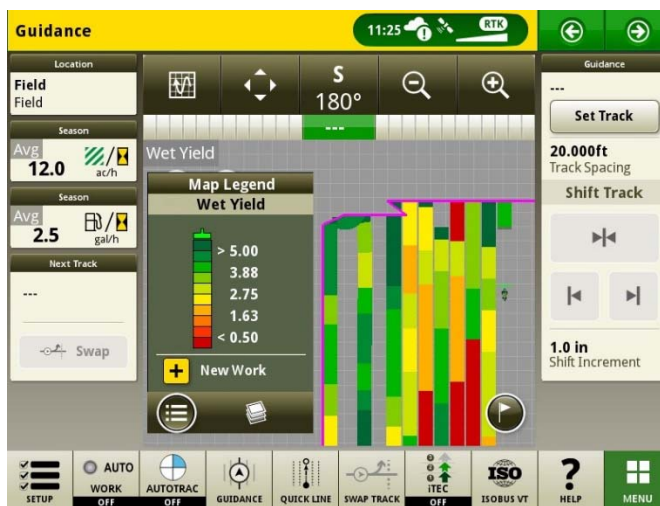 Guidance
11:25
RTK
Location
Field
Field
Season
Avg
12.0
ac/h
Season
Avg
2.5
gal/h
Next Track
---
Swap
S
180°
---
Wet Yield
Map Legend
Wet Yield
> 5.00
3.88
2.75
1.63
< 0.50
New Work
Guidance
---
Set Track
20.000ft
Track Spacing
Shift Track
1.0 in
Shift Increment
SETUP
AUTO
WORK
OFF
AUTOTRAC
OFF
GUIDANCE
QUICK LINE
SWAP TRACK
iTEC
OFF
ISO
ISOBUS VT
?
HELP
MENU